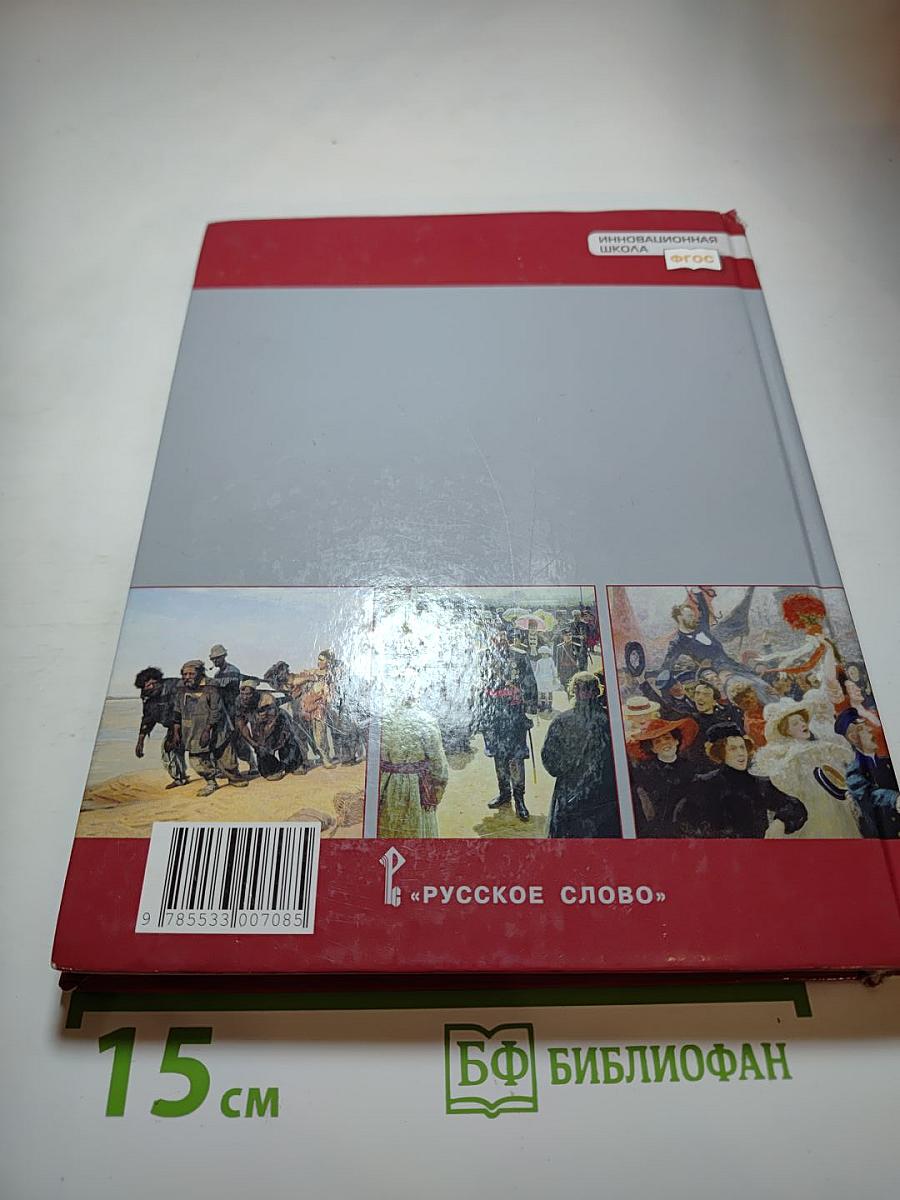 ИННОВАЦИОННАЯ
ШКОЛА
ФГОС
9 785533 007085
«РУССКОЕ СЛОВО»
15 см
БФ БИБЛИОФАН